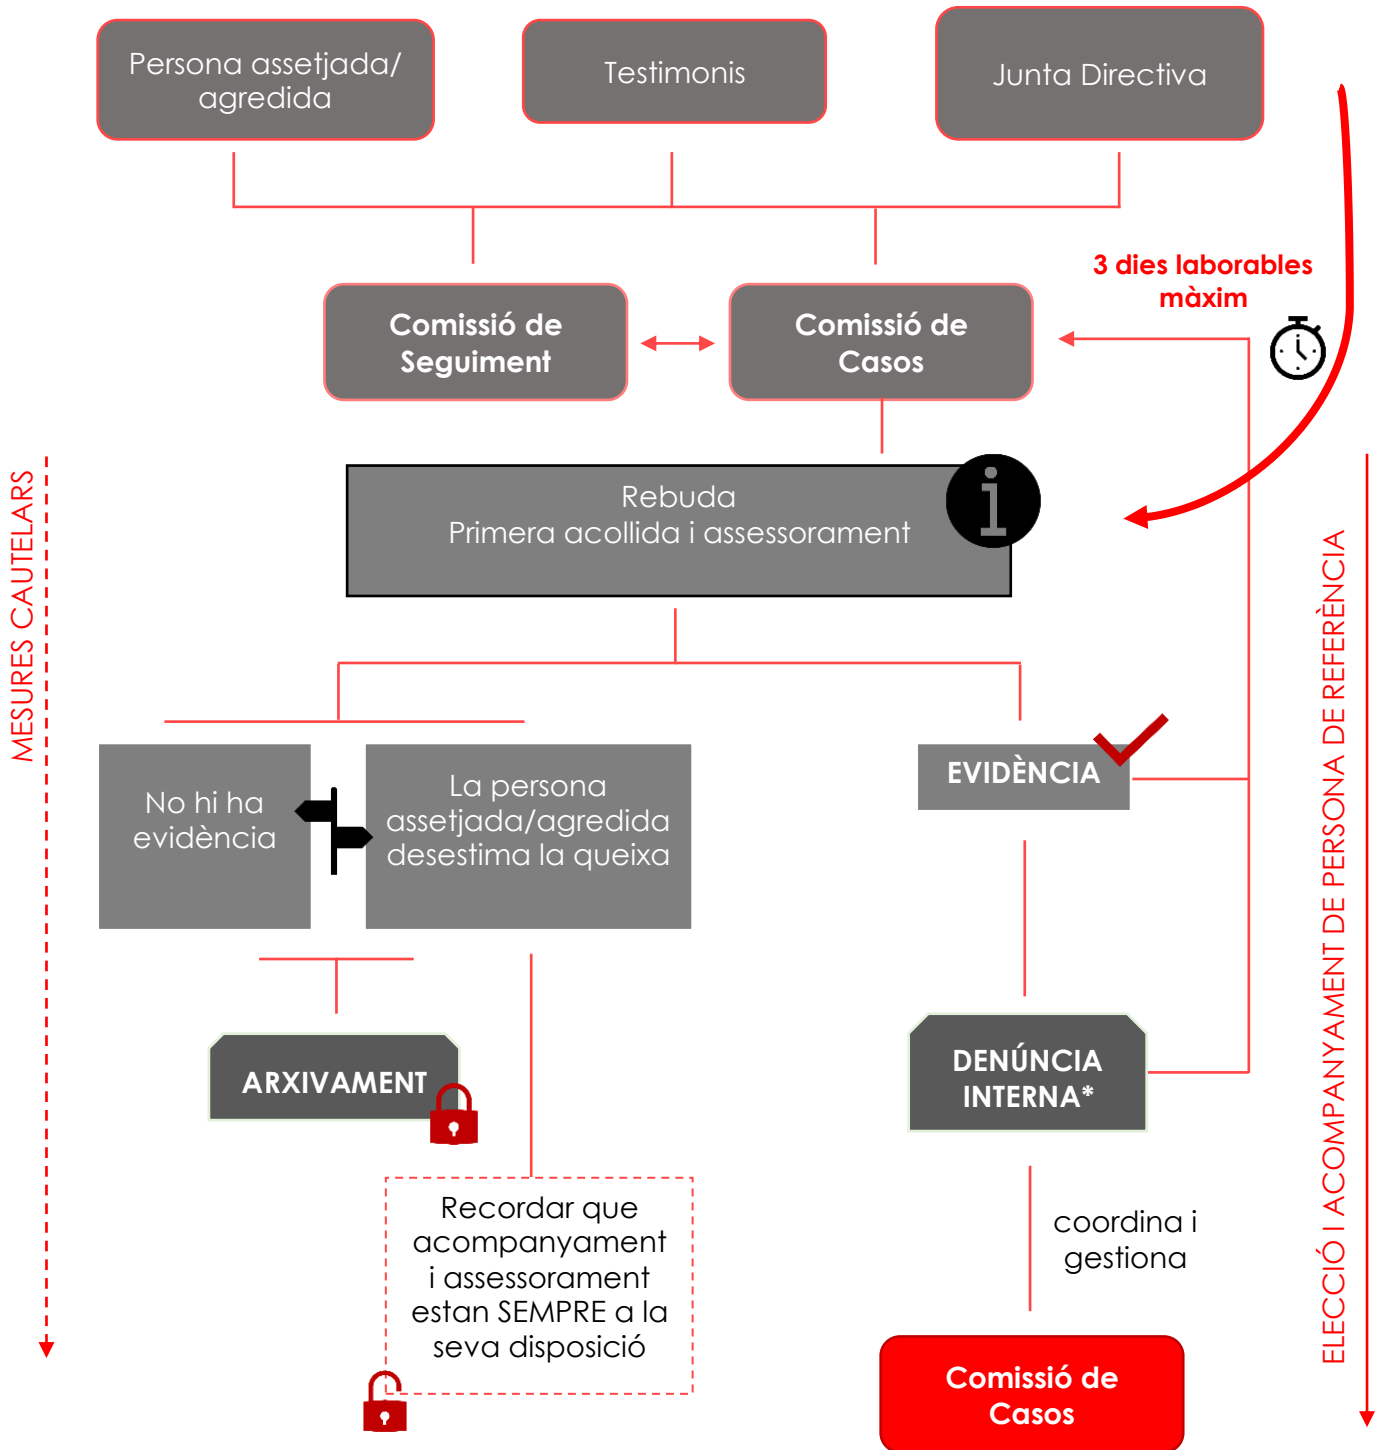 Persona assetjada/
agredida
Testimonis
Junta Directiva
3 dies laborables
màxim
Comissió de
Seguiment
Comissió de
Casos
Rebuda
Primera acollida i assessorament
MESURES CAUTELARS
ELECCIÓ I ACOMPANYAMENT DE PERSONA DE REFERÈNCIA
No hi ha
evidència
La persona
assetjada/agredida
desestima la queixa
EVIDÈNCIA
ARXIVAMENT
DENÚNCIA
INTERNA*
Recordar que
acompanyament
i assessorament
estan SEMPRE a la
seva disposició
coordina i
gestiona
Comissió de
Casos